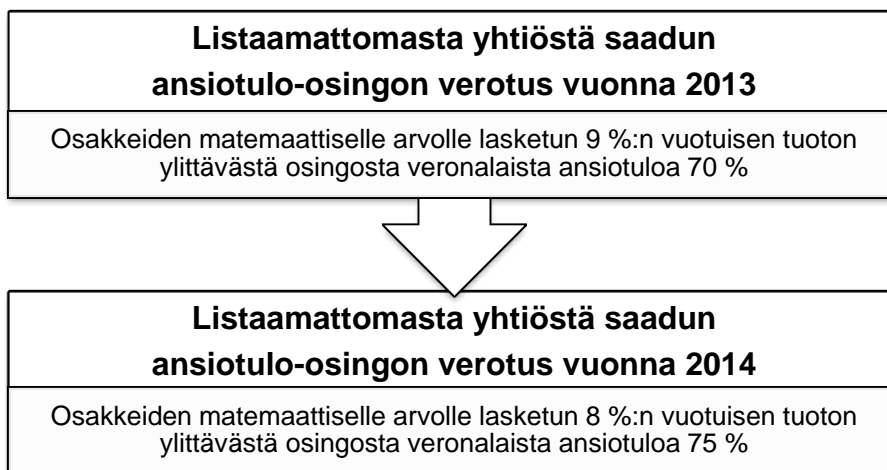 Listaamattomasta yhtiöstä saadun
ansiotulo-osingon verotus vuonna 2013
Osakkeiden matemaattiselle arvolle lasketun 9 %:n vuotuisen tuoton
ylittävästä osingosta veronalaista ansiotuloa 70 %
Listaamattomasta yhtiöstä saadun
ansiotulo-osingon verotus vuonna 2014
Osakkeiden matemaattiselle arvolle lasketun 8 %:n vuotuisen tuoton
ylittävästä osingosta veronalaista ansiotuloa 75 %